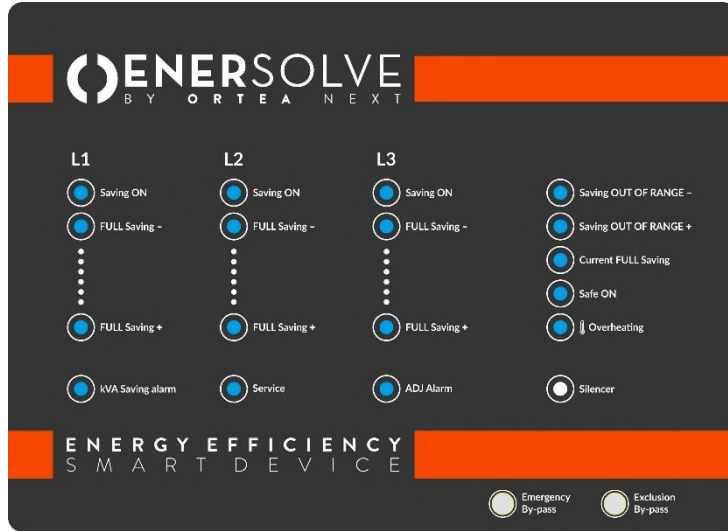 ENERSOLVE
BY ORTEA NEXT
L1 L2 L3
Saving ON Saving ON Saving ON Saving OUT OF RANGE –
FULL Saving – FULL Saving – FULL Saving – Saving OUT OF RANGE +
Current FULL Saving
Safe ON
FULL Saving + FULL Saving + FULL Saving + Overheating
kVA Saving alarm Service ADJ Alarm Silencer
ENERGY EFFICIENCY
SMART DEVICE
Emergency Exclusion
By-pass By-pass